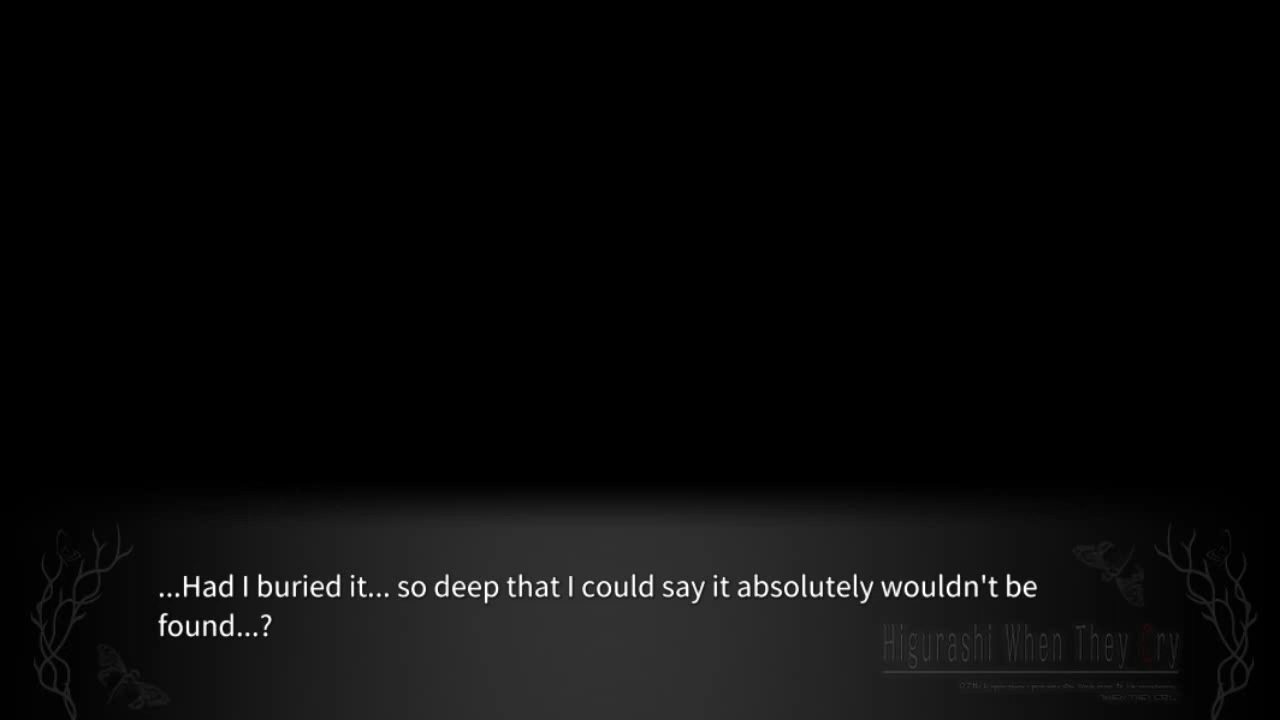 ...Had I buried it... so deep that I could say it absolutely wouldn't be
found...?
Higurashi When They Cry